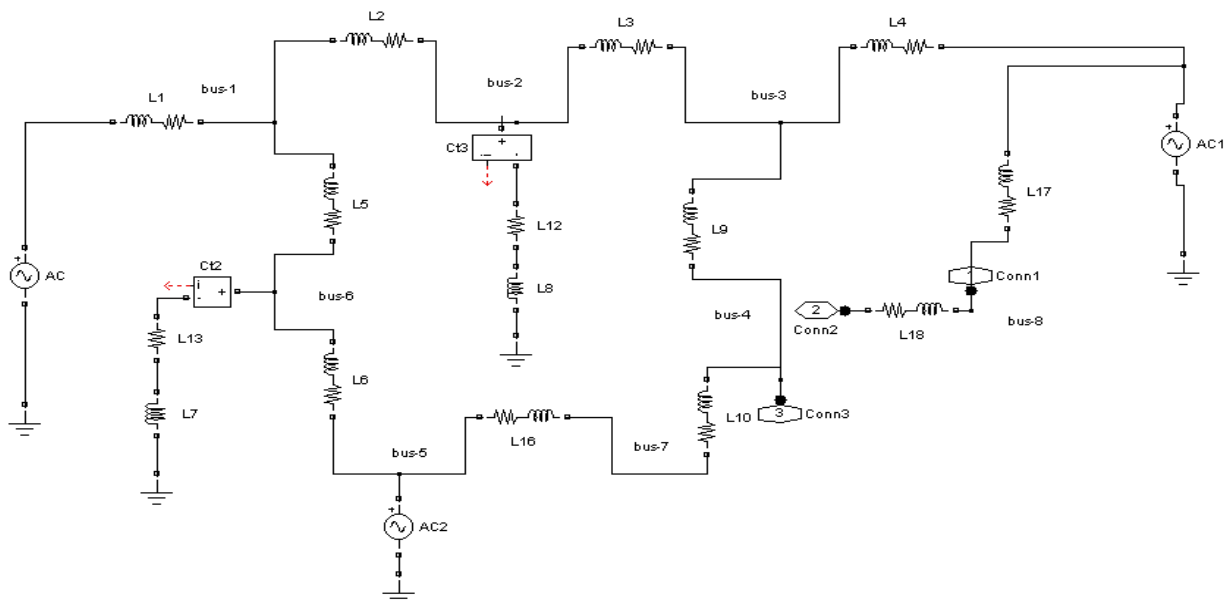 L2
L3
L4
bus-1
bus-2
bus-3
L1
+
AC1
Ct3
+
i
-
L5
L12
L9
L17
Ct2
+
AC
i
+
-
bus-6
L8
1
Conn1
L13
bus-4
2
Conn2
L18
bus-8
L6
L7
L10
3
Conn3
L16
bus-5
bus-7
+
AC2